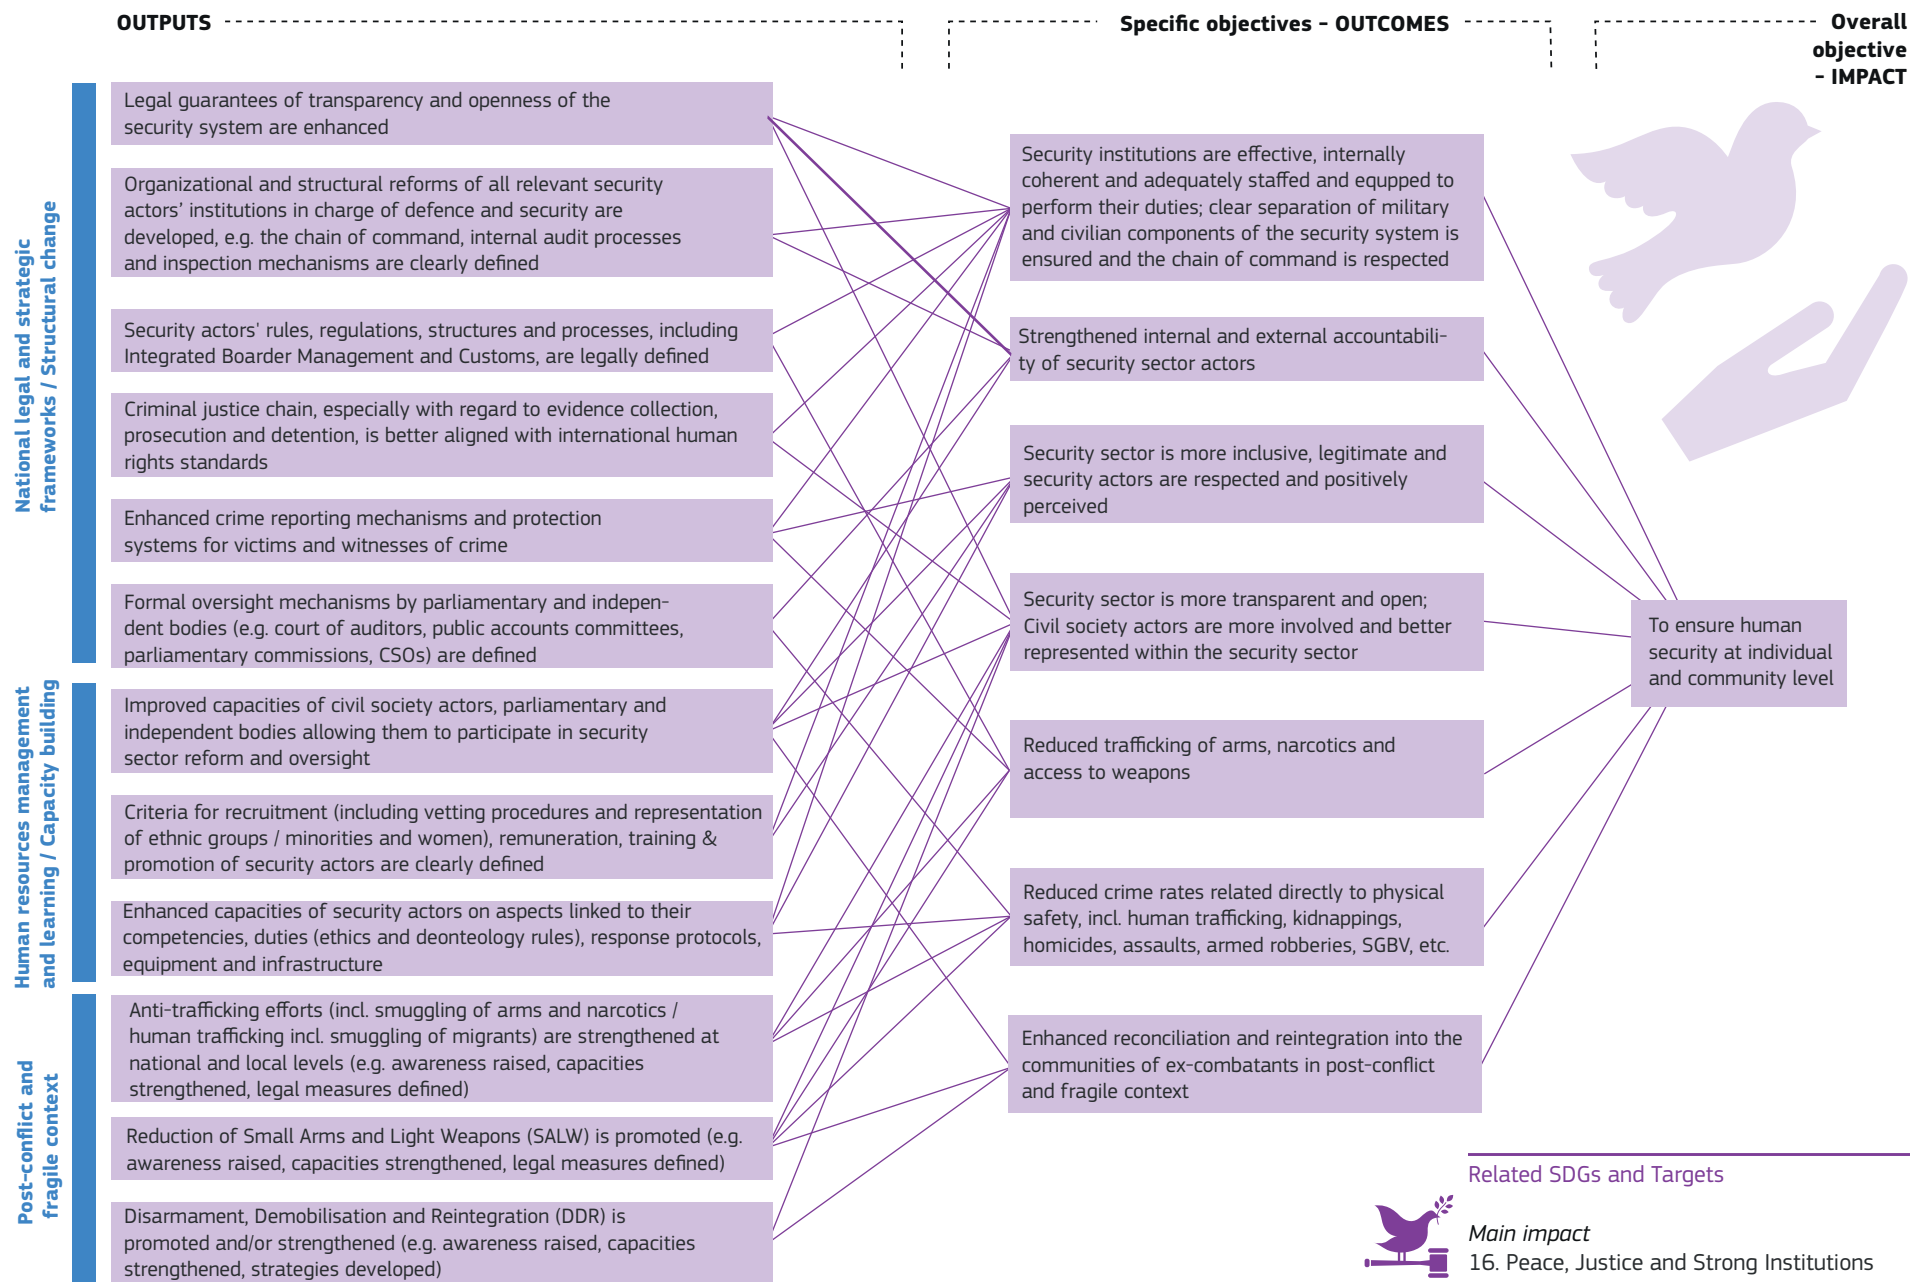 OUTPUTS
Specific objectives - OUTCOMES
Overall
objective
- IMPACT
National legal and strategic
frameworks / Structural change
Legal guarantees of transparency and openness of the
security system are enhanced
Organizational and structural reforms of all relevant security
actors' institutions in charge of defence and security are
developed, e.g. the chain of command, internal audit processes
and inspection mechanisms are clearly defined
Security actors' rules, regulations, structures and processes, including
Integrated Boarder Management and Customs, are legally defined
Criminal justice chain, especially with regard to evidence collection,
prosecution and detention, is better aligned with international human
rights standards
Enhanced crime reporting mechanisms and protection
systems for victims and witnesses of crime
Formal oversight mechanisms by parliamentary and indepen-
dent bodies (e.g. court of auditors, public accounts committees,
parliamentary commissions, CSOs) are defined
Human resources management
and learning / Capacity building
Improved capacities of civil society actors, parliamentary and
independent bodies allowing them to participate in security
sector reform and oversight
Criteria for recruitment (including vetting procedures and representation
of ethnic groups / minorities and women), remuneration, training &
promotion of security actors are clearly defined
Enhanced capacities of security actors on aspects linked to their
competencies, duties (ethics and deonteology rules), response protocols,
equipment and infrastructure
Post-conflict and
fragile context
Anti-trafficking efforts (incl. smuggling of arms and narcotics /
human trafficking incl. smuggling of migrants) are strengthened at
national and local levels (e.g. awareness raised, capacities
strengthened, legal measures defined)
Reduction of Small Arms and Light Weapons (SALW) is promoted (e.g.
awareness raised, capacities strengthened, legal measures defined)
Disarmament, Demobilisation and Reintegration (DDR) is
promoted and/or strengthened (e.g. awareness raised, capacities
strengthened, strategies developed)
Security institutions are effective, internally
coherent and adequately staffed and equpped to
perform their duties; clear separation of military
and civilian components of the security system is
ensured and the chain of command is respected
Strengthened internal and external accountabili-
ty of security sector actors
Security sector is more inclusive, legitimate and
security actors are respected and positively
perceived
Security sector is more transparent and open;
Civil society actors are more involved and better
represented within the security sector
Reduced trafficking of arms, narcotics and
access to weapons
Reduced crime rates related directly to physical
safety, incl. human trafficking, kidnappings,
homicides, assaults, armed robberies, SGBV, etc.
Enhanced reconciliation and reintegration into the
communities of ex-combatants in post-conflict
and fragile context
To ensure human
security at individual
and community level
Related SDGs and Targets
Main impact
16. Peace, Justice and Strong Institutions